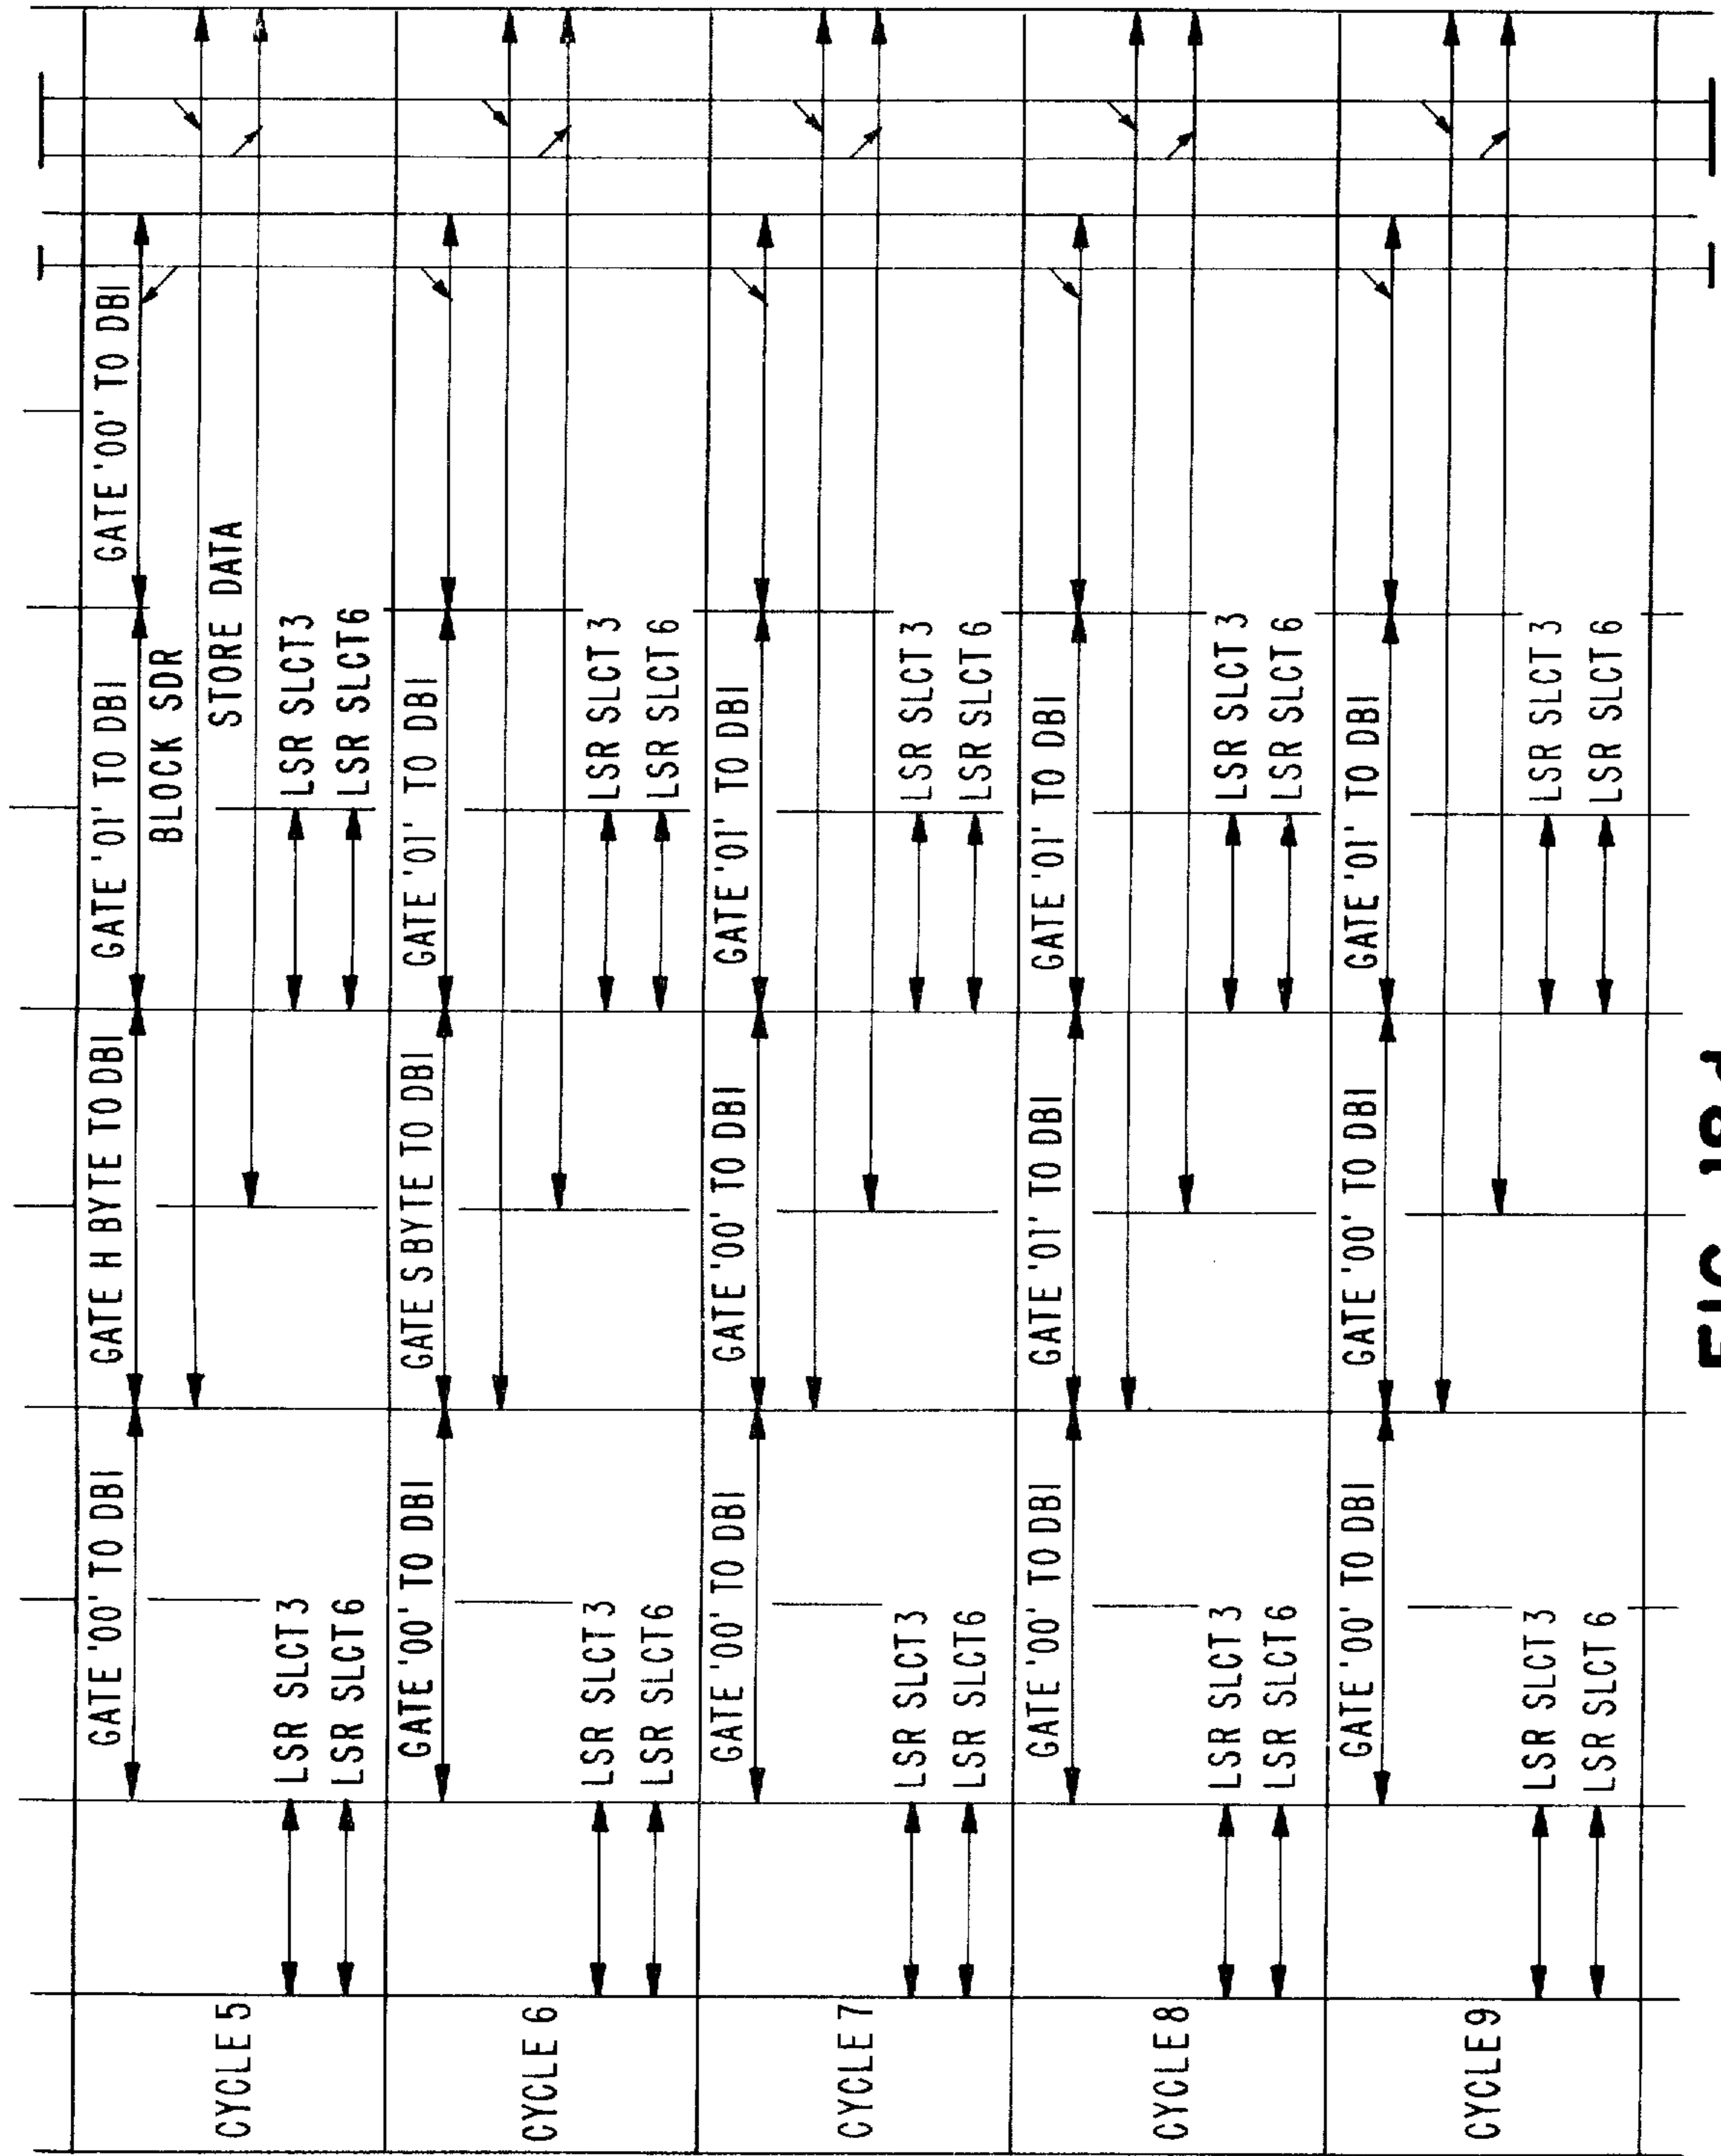 CYCLE 5
GATE '00' TO DBI
GATE H BYTE TO DBI
GATE '01' TO DBI
GATE '00' TO DBI
BLOCK SDR
STORE DATA
LSR SLCT 3
LSR SLCT 3
LSR SLCT 6
LSR SLCT 6
CYCLE 6
GATE '00' TO DBI
GATE S BYTE TO DBI
GATE '01' TO DBI
LSR SLCT 3
LSR SLCT 3
LSR SLCT 6
LSR SLCT 6
CYCLE 7
GATE '00' TO DBI
GATE '00' TO DBI
GATE '01' TO DBI
LSR SLCT 3
LSR SLCT 3
LSR SLCT 6
LSR SLCT 6
CYCLE 8
GATE '00' TO DBI
GATE '01' TO DBI
GATE '01' TO DBI
LSR SLCT 3
LSR SLCT 3
LSR SLCT 6
LSR SLCT 6
CYCLE 9
GATE '00' TO DBI
GATE '00' TO DBI
GATE '01' TO DBI
LSR SLCT 3
LSR SLCT 3
LSR SLCT 6
LSR SLCT 6